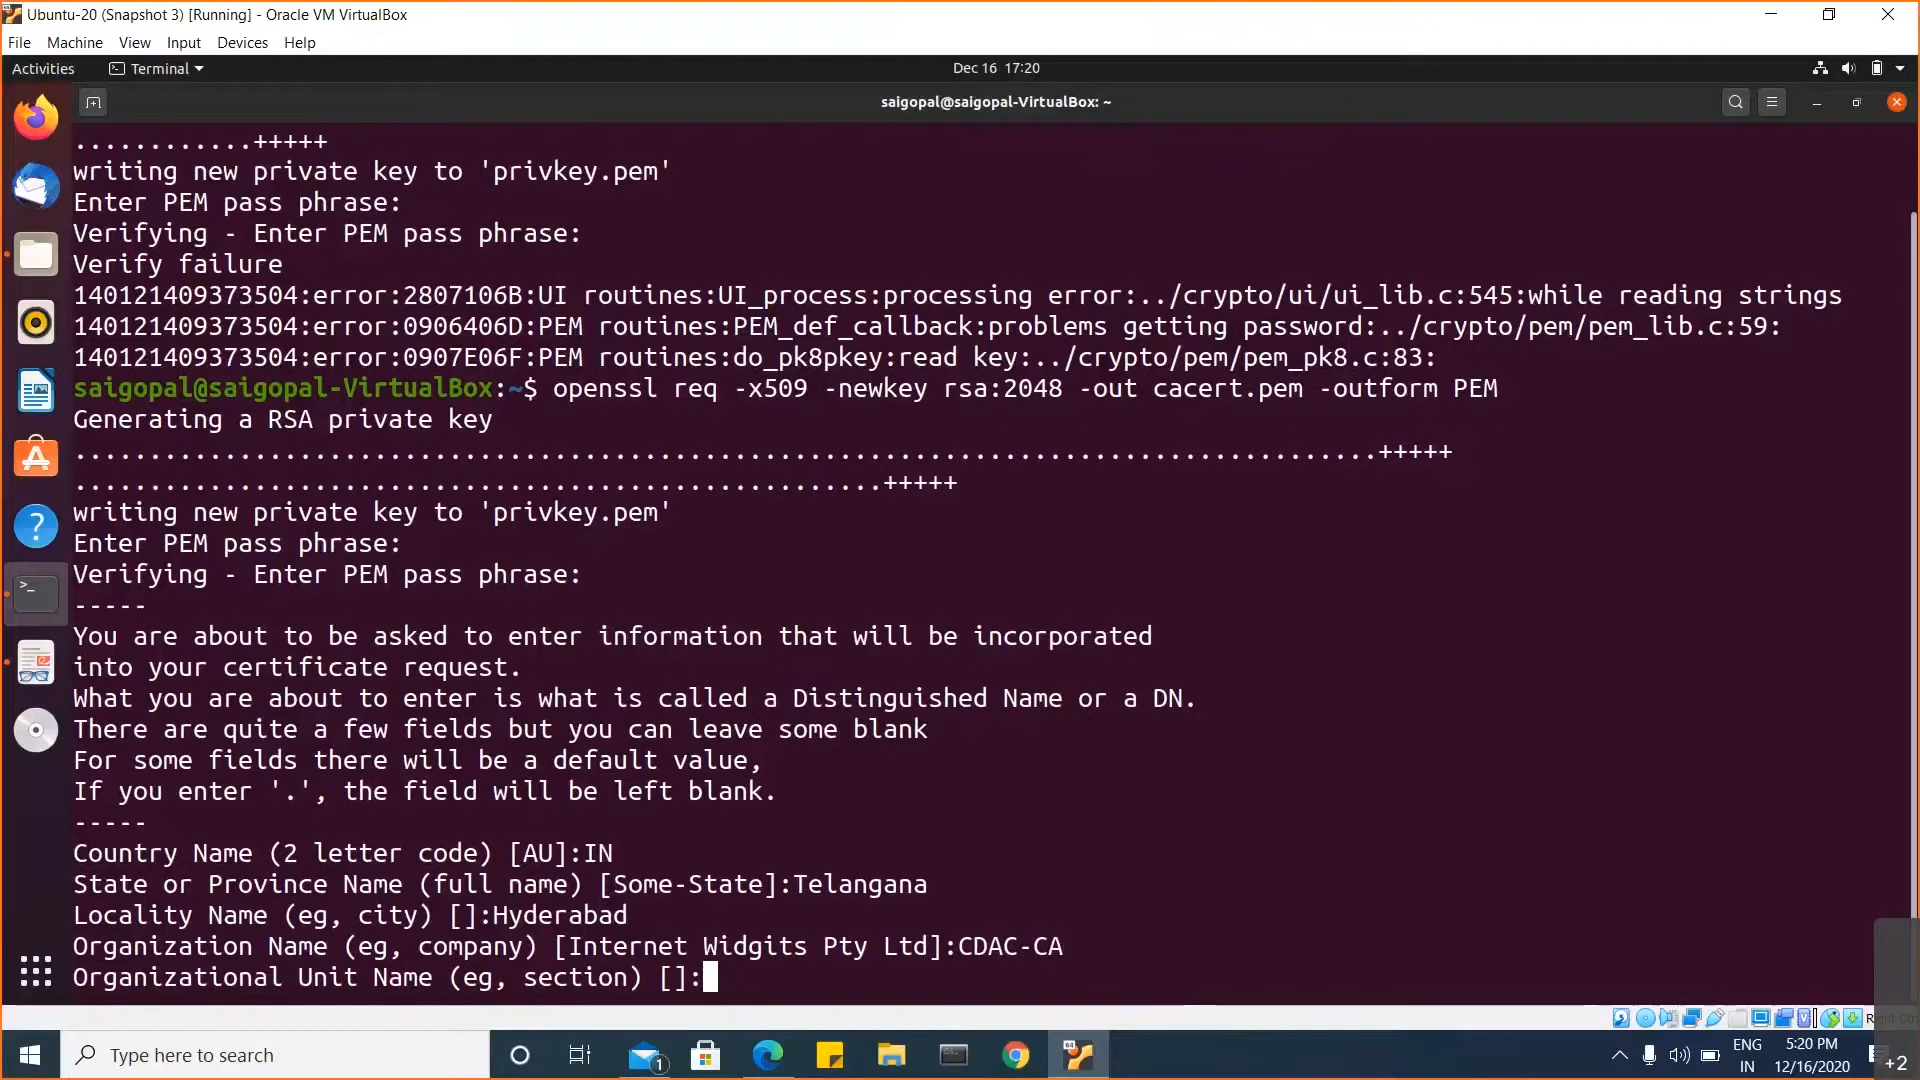 Ubuntu-20 (Snapshot 3) [Running] - Oracle VM VirtualBox
File Machine View Input Devices Help
Activities Terminal Dec 16 17:20
saigopal@saigopal-VirtualBox: ~
............+++++
writing new private key to 'privkey.pem'
Enter PEM pass phrase:
Verifying - Enter PEM pass phrase:
Verify failure
140121409373504:error:2807106B:UI routines:UI_process:processing error:../crypto/ui/ui_lib.c:545:while reading strings
140121409373504:error:0906406D:PEM routines:PEM_def_callback:problems getting password:../crypto/pem/pem_lib.c:59:
140121409373504:error:0907E06F:PEM routines:do_pk8pkey:read key:../crypto/pem/pem_pk8.c:83:
saigopal@saigopal-VirtualBox:~$ openssl req -x509 -newkey rsa:2048 -out cacert.pem -outform PEM
Generating a RSA private key
.......................................................................................+++++
......................................................+++++
writing new private key to 'privkey.pem'
Enter PEM pass phrase:
Verifying - Enter PEM pass phrase:
-----
You are about to be asked to enter information that will be incorporated
into your certificate request.
What you are about to enter is what is called a Distinguished Name or a DN.
There are quite a few fields but you can leave some blank
For some fields there will be a default value,
If you enter '.', the field will be left blank.
-----
Country Name (2 letter code) [AU]:IN
State or Province Name (full name) [Some-State]:Telangana
Locality Name (eg, city) []:Hyderabad
Organization Name (eg, company) [Internet Widgits Pty Ltd]:CDAC-CA
Organizational Unit Name (eg, section) []:
Right Ctrl
Type here to search
1
64
ENG
IN
5:20 PM
12/16/2020
+2